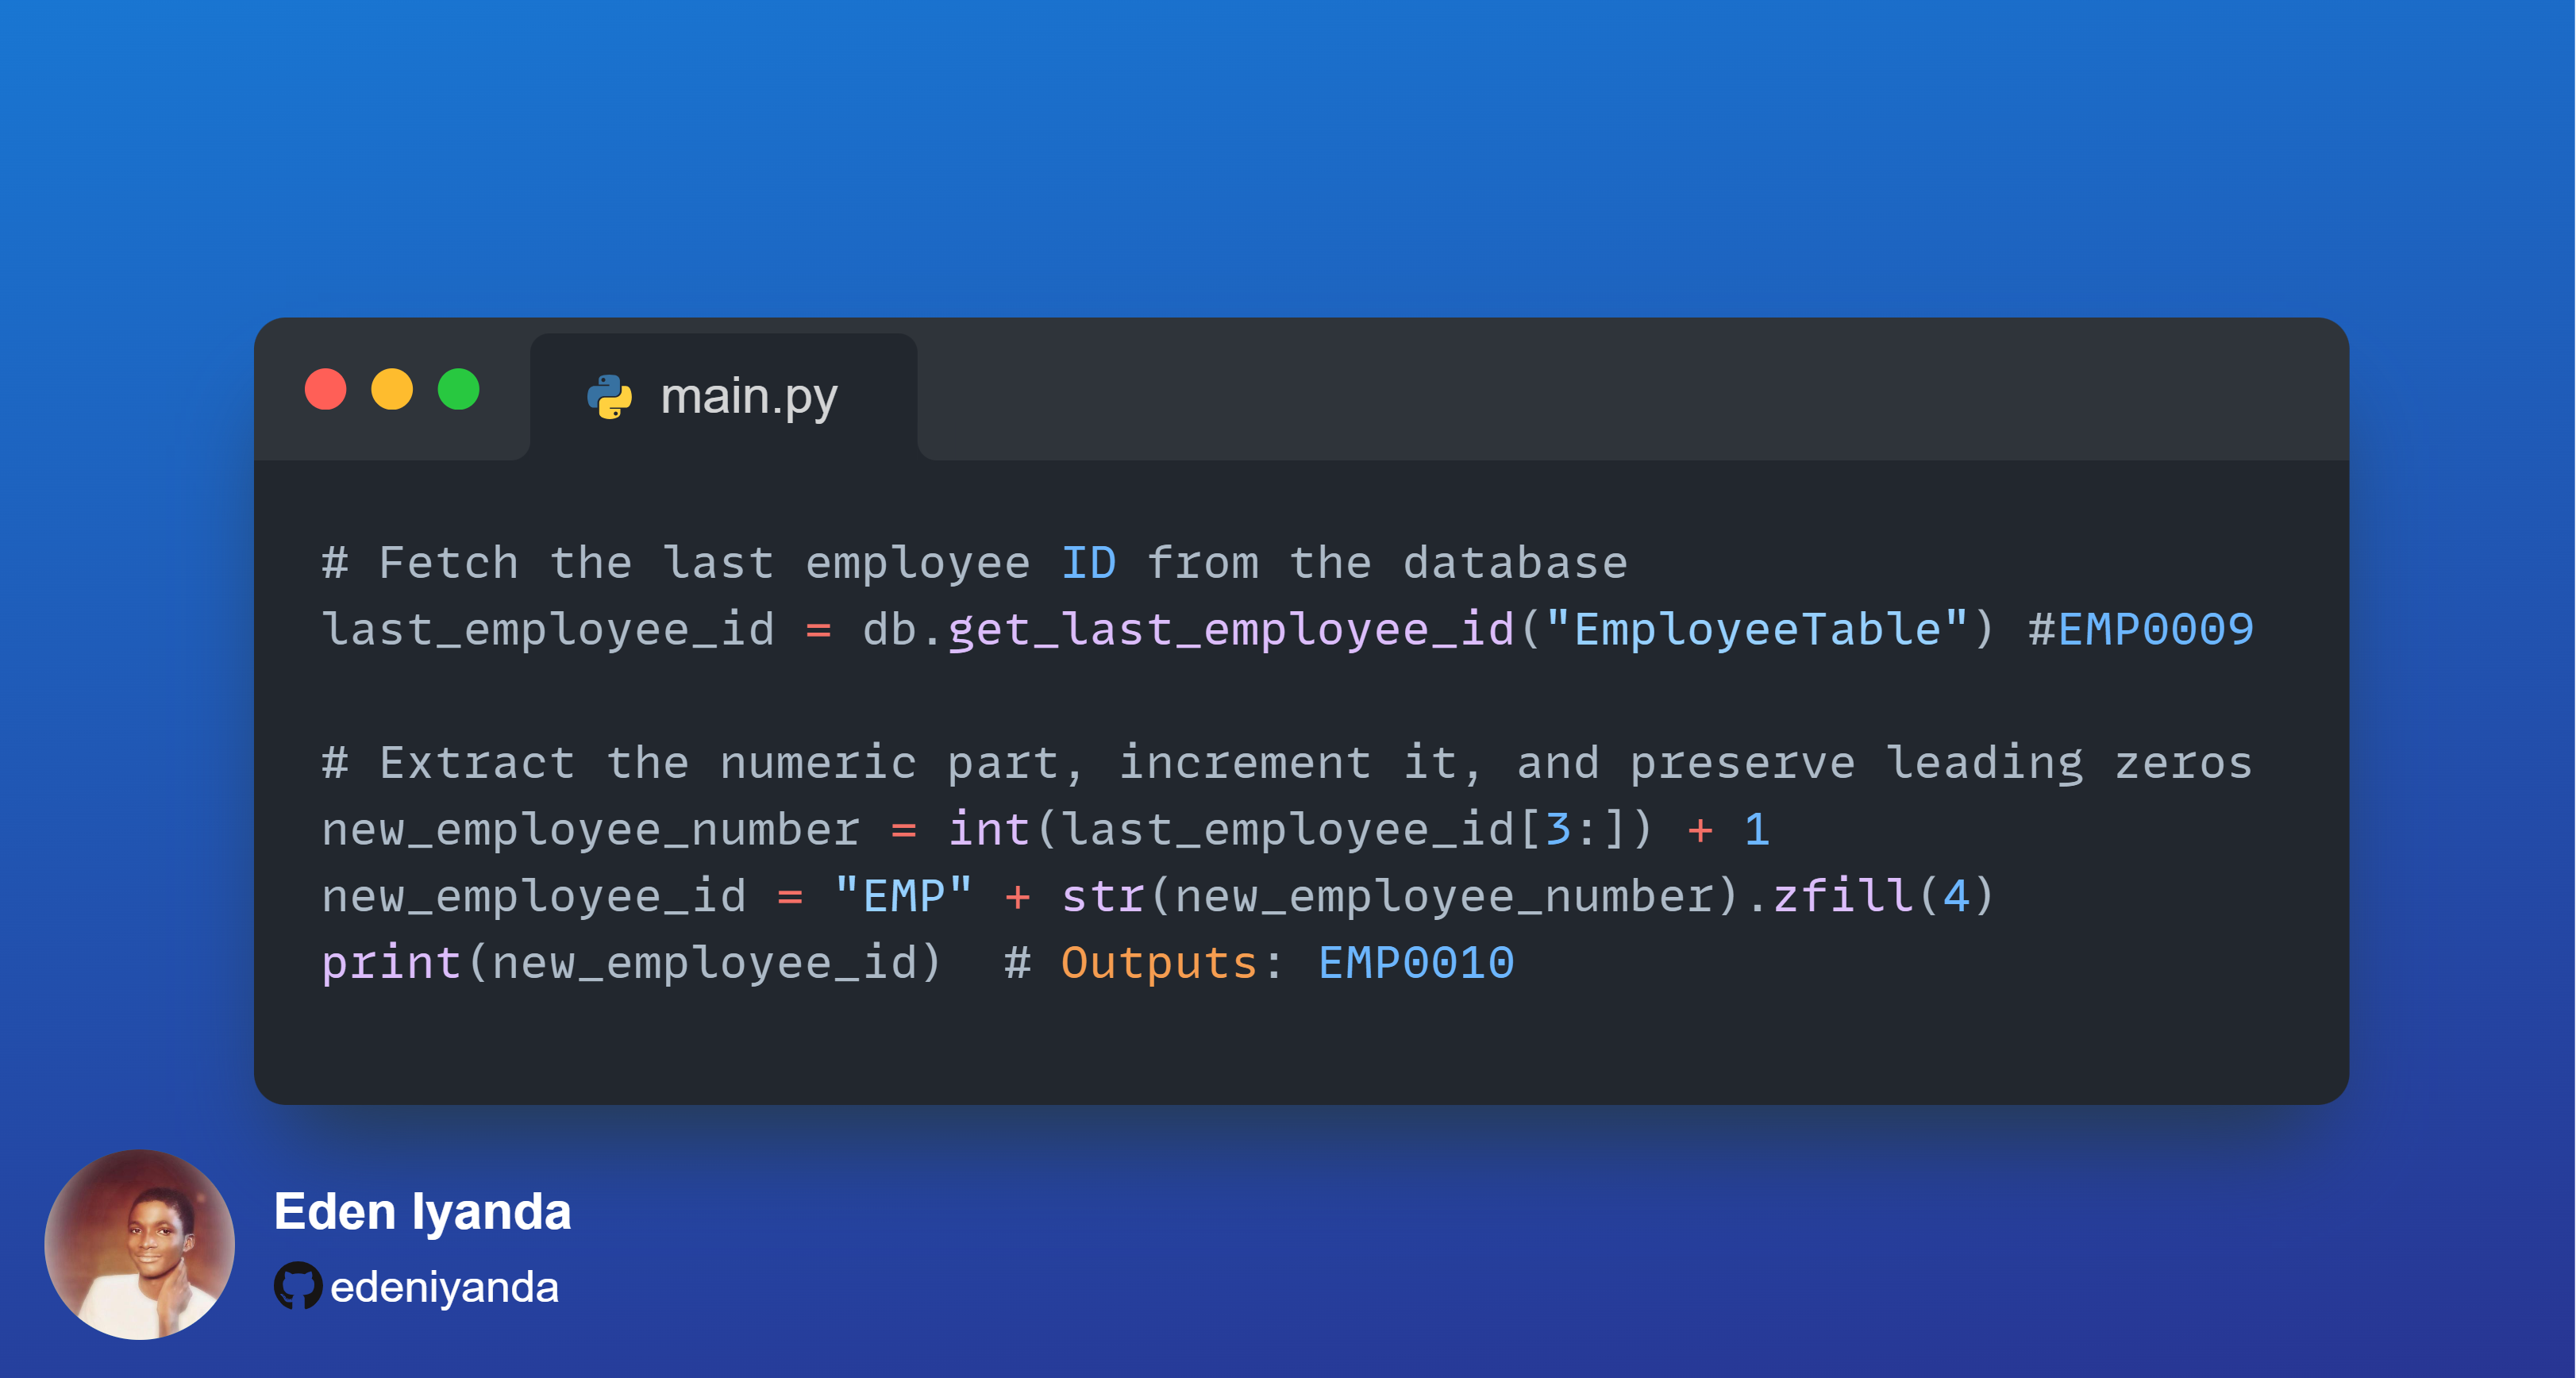 main.py
# Fetch the last employee ID from the database
last_employee_id = db.get_last_employee_id("EmployeeTable") #EMP0009
# Extract the numeric part, increment it, and preserve leading zeros
new_employee_number = int(last_employee_id[3:]) + 1
new_employee_id = "EMP" + str(new_employee_number).zfill(4)
print(new_employee_id)  # Outputs: EMP0010
Eden Iyanda
edeniyanda